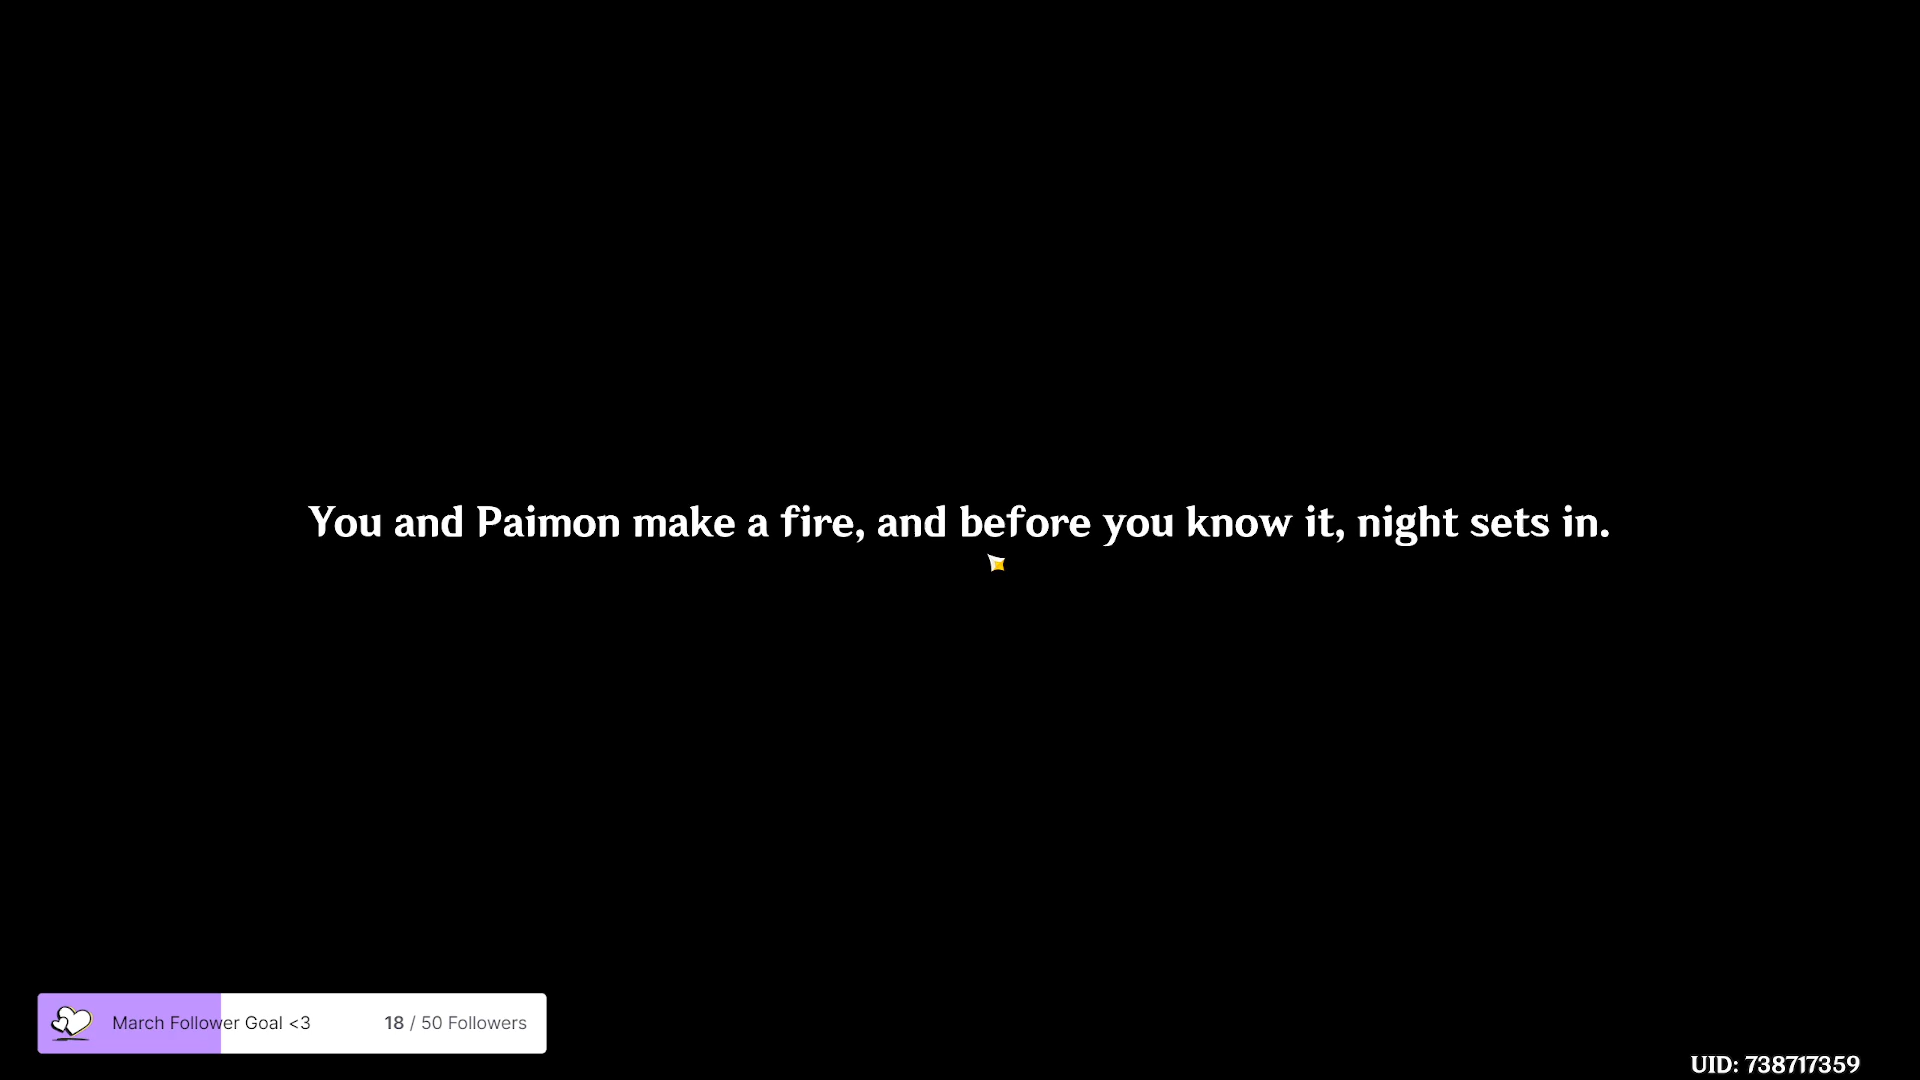 You and Paimon make a fire, and before you know it, night sets in.
March Follower Goal <3 18 / 50 Followers
UID: 738717359